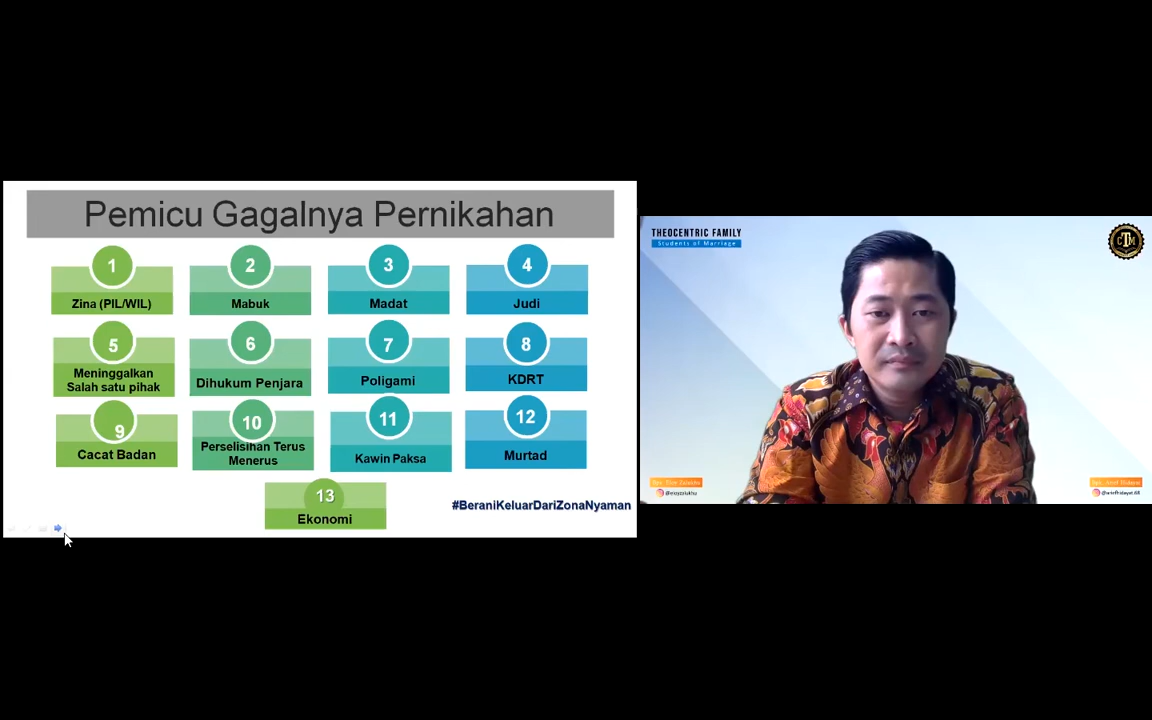 Pemicu Gagalnya Pernikahan
1
Zina (PIL/WIL)
2
Mabuk
3
Madat
4
Judi
5
Meninggalkan
Salah satu pihak
6
Dihukum Penjara
7
Poligami
8
KDRT
9
Cacat Badan
10
Perselisihan Terus
Menerus
11
Kawin Paksa
12
Murtad
13
Ekonomi
#BeraniKeluarDariZonaNyaman
THEOCENTRIC FAMILY
Students of Marriage
CTM